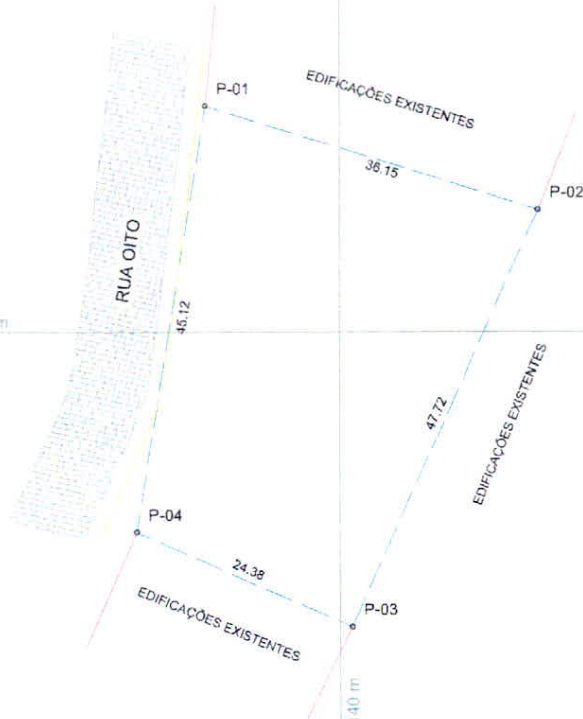 P-01
EDIFICAÇÕES EXISTENTES
36.15
P-02
RUA OITO
45.12
m
47.72
EDIFICAÇÕES EXISTENTES
P-04
24.38
EDIFICAÇÕES EXISTENTES
P-03
40 m